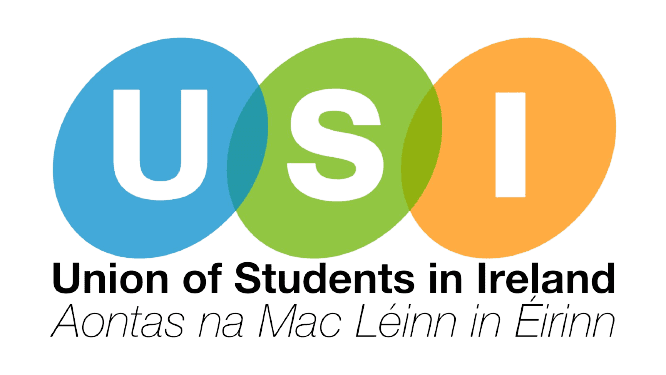 USI
Union of Students in Ireland
Aontas na Mac Léinn in Éirinn